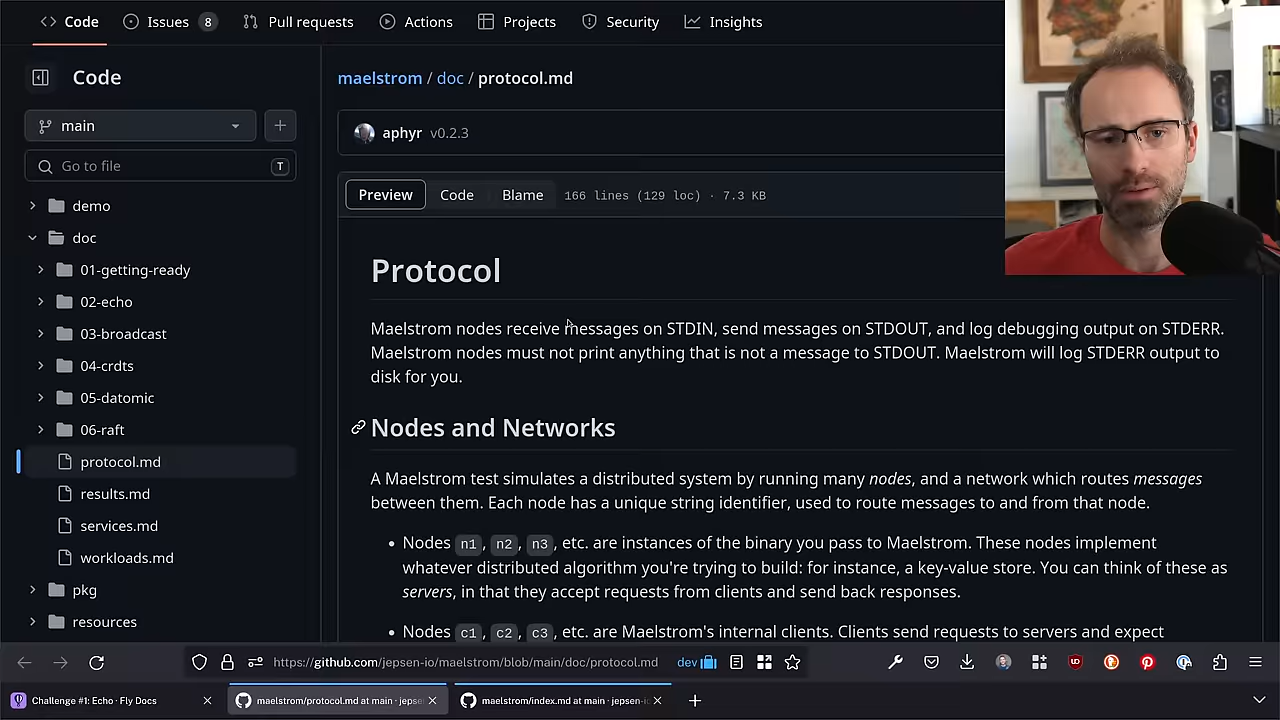 Code
Issues 8
Pull requests
Actions
Projects
Security
Insights
Code
main
Go to file T
demo
doc
01-getting-ready
02-echo
03-broadcast
04-crdts
05-datomic
06-raft
protocol.md
results.md
services.md
workloads.md
pkg
resources
maelstrom / doc / protocol.md
aphyr v0.2.3
Preview Code Blame 166 lines (129 loc) · 7.3 KB
Protocol
Maelstrom nodes receive messages on STDIN, send messages on STDOUT, and log debugging output on STDERR.
Maelstrom nodes must not print anything that is not a message to STDOUT. Maelstrom will log STDERR output to
disk for you.
Nodes and Networks
A Maelstrom test simulates a distributed system by running many nodes, and a network which routes messages
between them. Each node has a unique string identifier, used to route messages to and from that node.
• Nodes n1, n2, n3, etc. are instances of the binary you pass to Maelstrom. These nodes implement
whatever distributed algorithm you're trying to build: for instance, a key-value store. You can think of these as
servers, in that they accept requests from clients and send back responses.
• Nodes c1, c2, c3, etc. are Maelstrom's internal clients. Clients send requests to servers and expect
https://github.com/jepsen-io/maelstrom/blob/main/doc/protocol.md
dev
Challenge #1: Echo · Fly Docs
maelstrom/protocol.md at main · jepse
maelstrom/index.md at main · jepsen-i